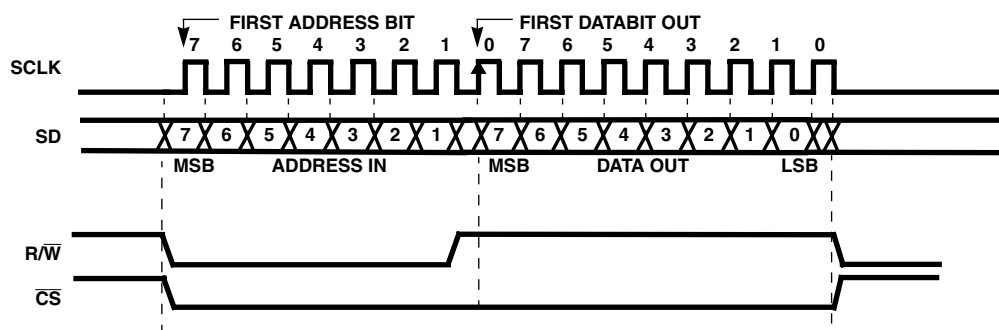 FIRST ADDRESS BIT
FIRST DATABIT OUT
7 6 5 4 3 2 1 0 7 6 5 4 3 2 1 0
SCLK
SD
7 6 5 4 3 2 1 7 6 5 4 3 2 1 0
MSB ADDRESS IN MSB DATA OUT LSB
R/W̅
C̅S̅